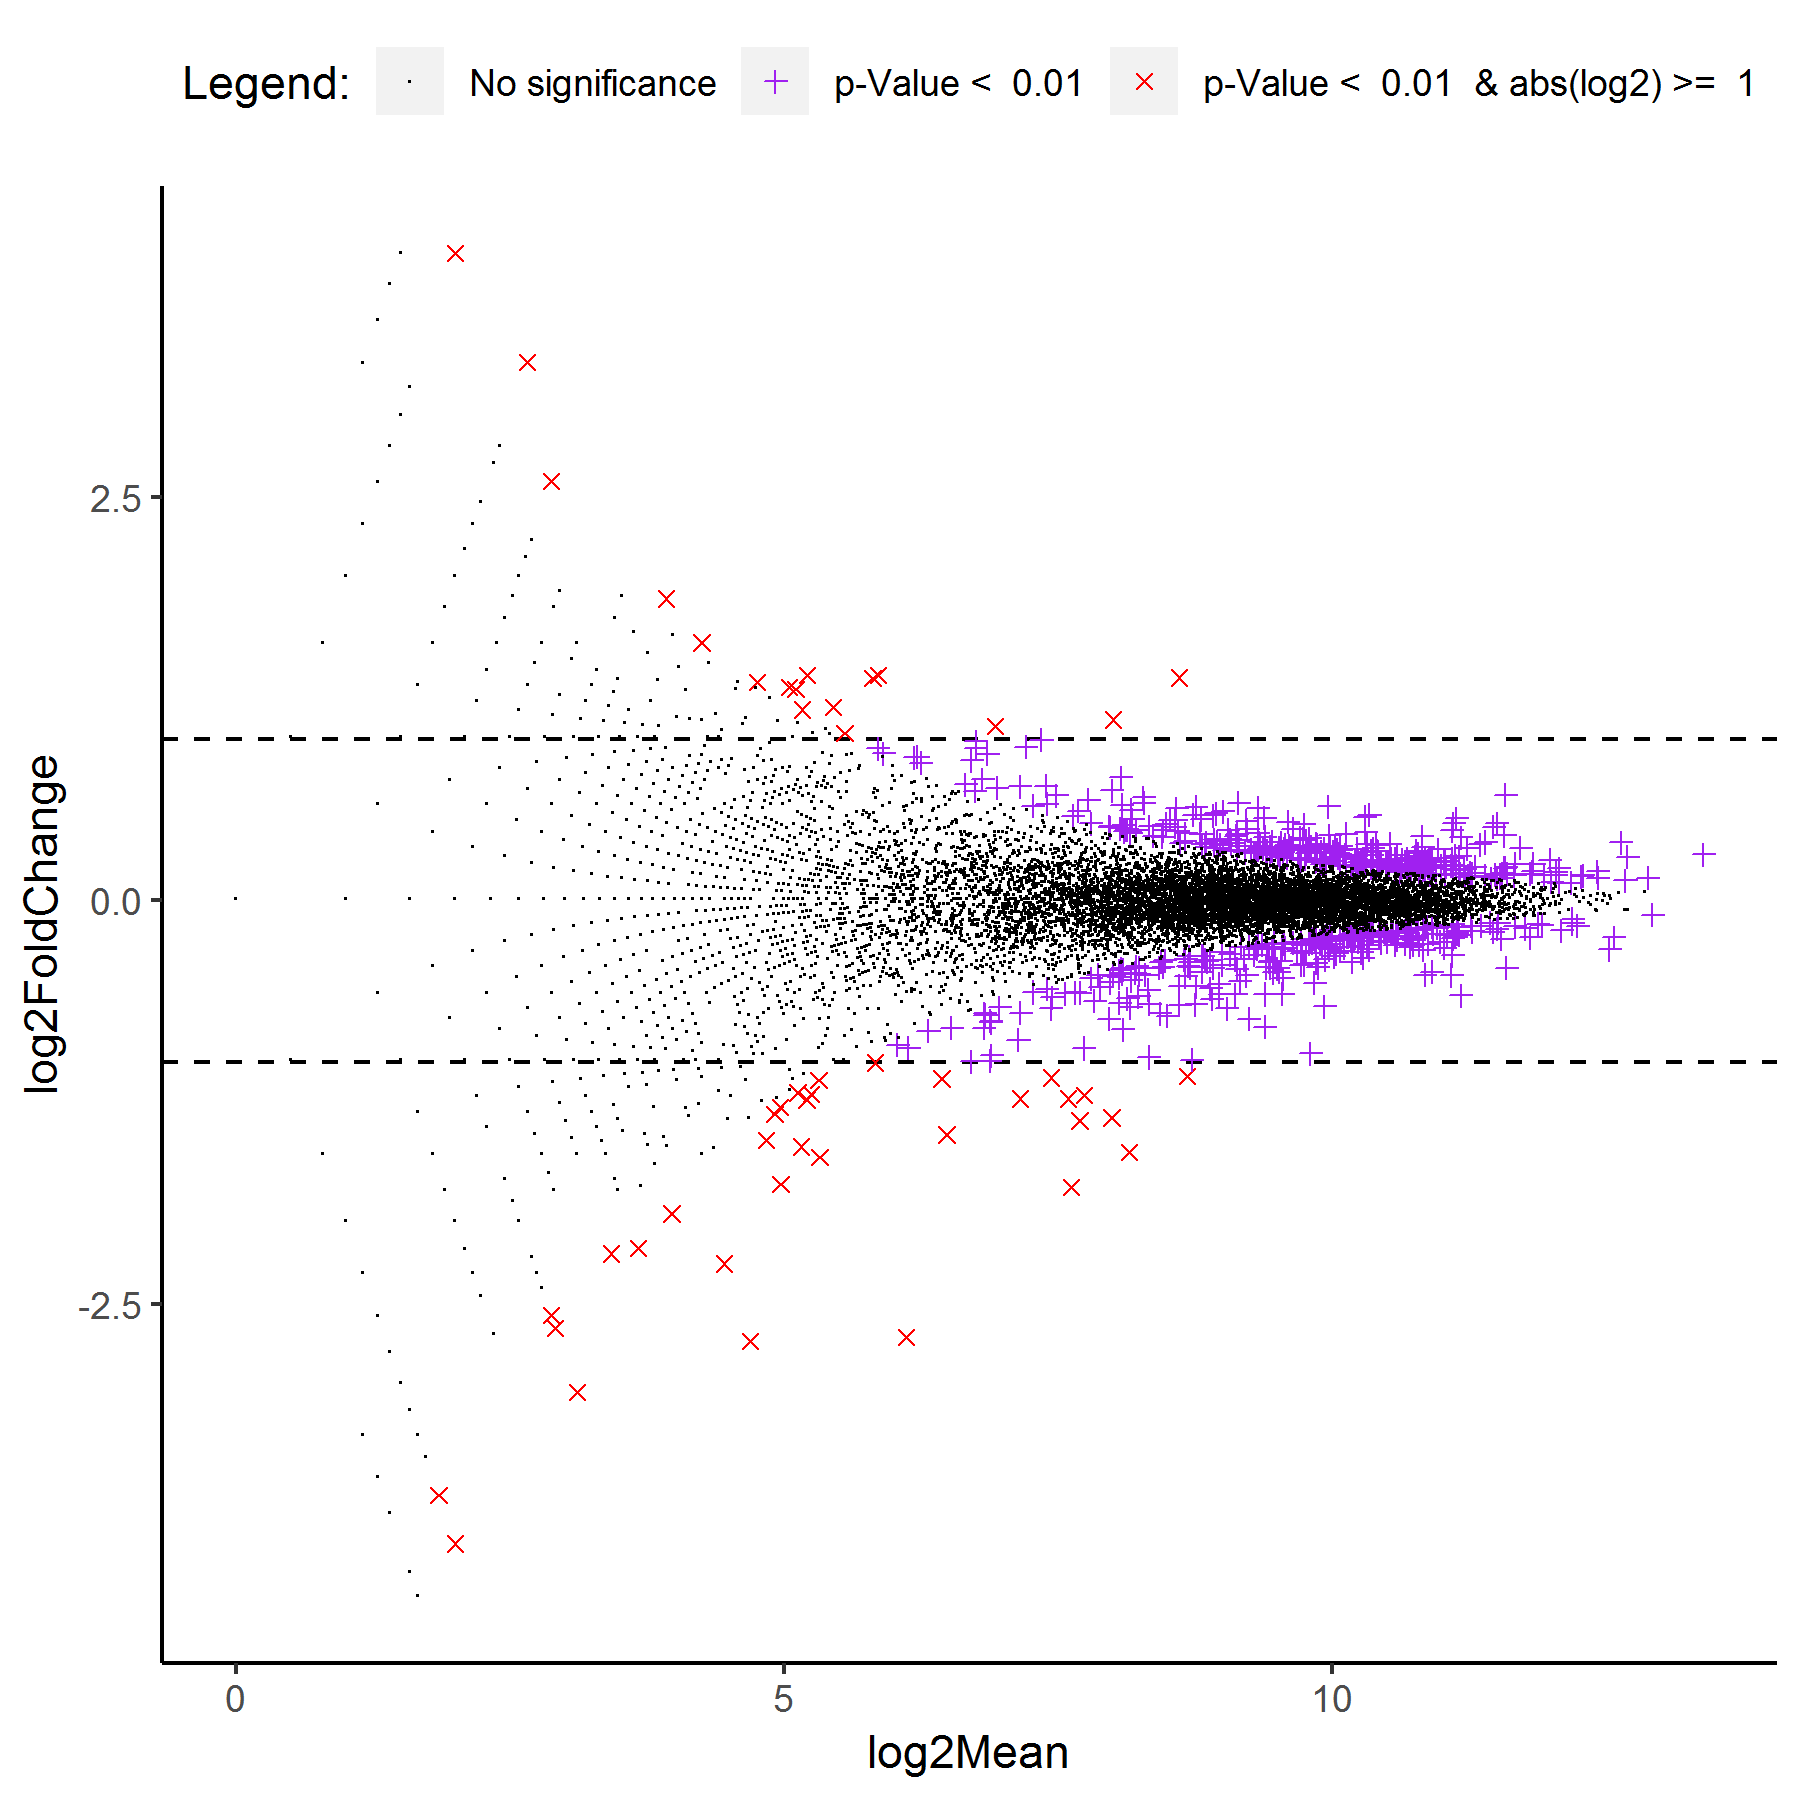 Legend: No significance p-Value < 0.01 p-Value < 0.01 & abs(log2) >= 1
log2FoldChange
2.5
0.0
-2.5
0 5 10
log2Mean